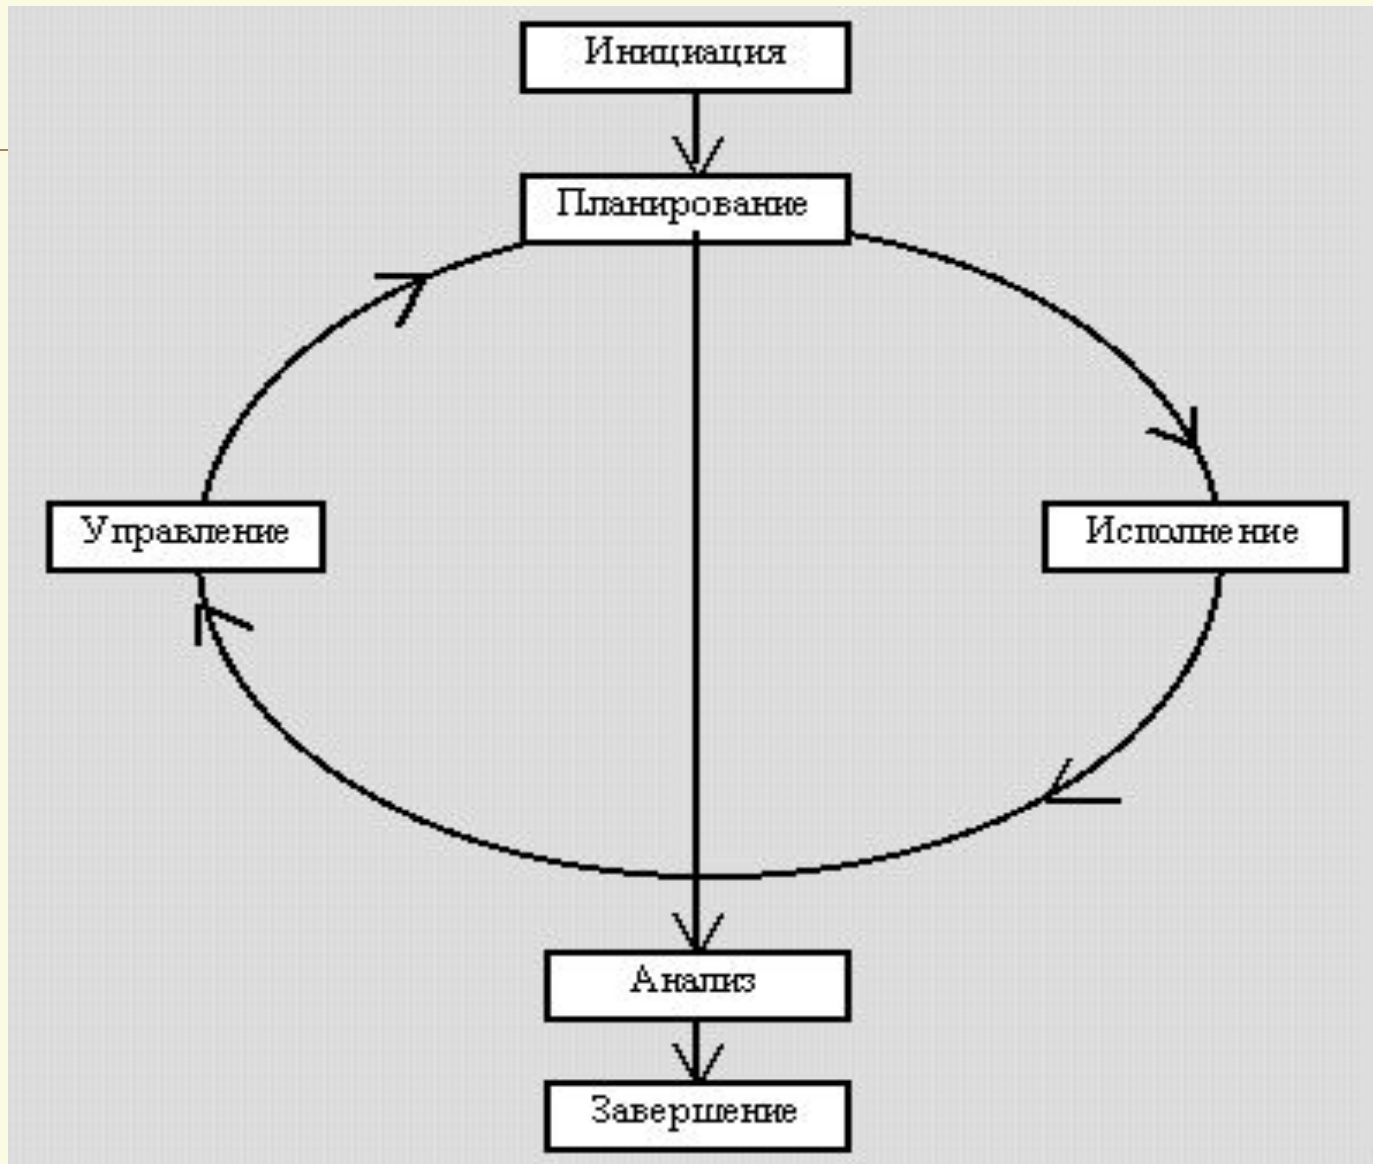 Инициация
Планирование
Управление
Исполнение
Анализ
Завершение